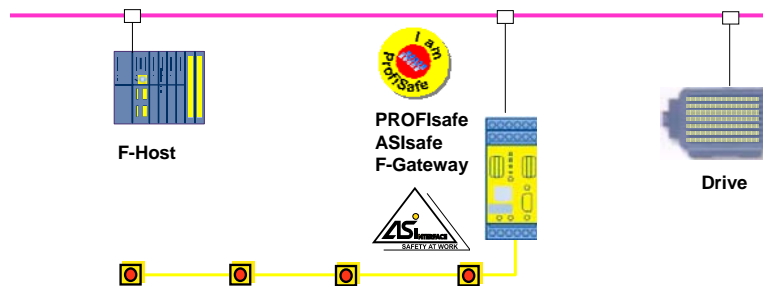 I am
ProfiSafe
PROFIsafe
ASIsafe
F-Gateway
F-Host
Drive
ASi INTERFACE
SAFETY AT WORK